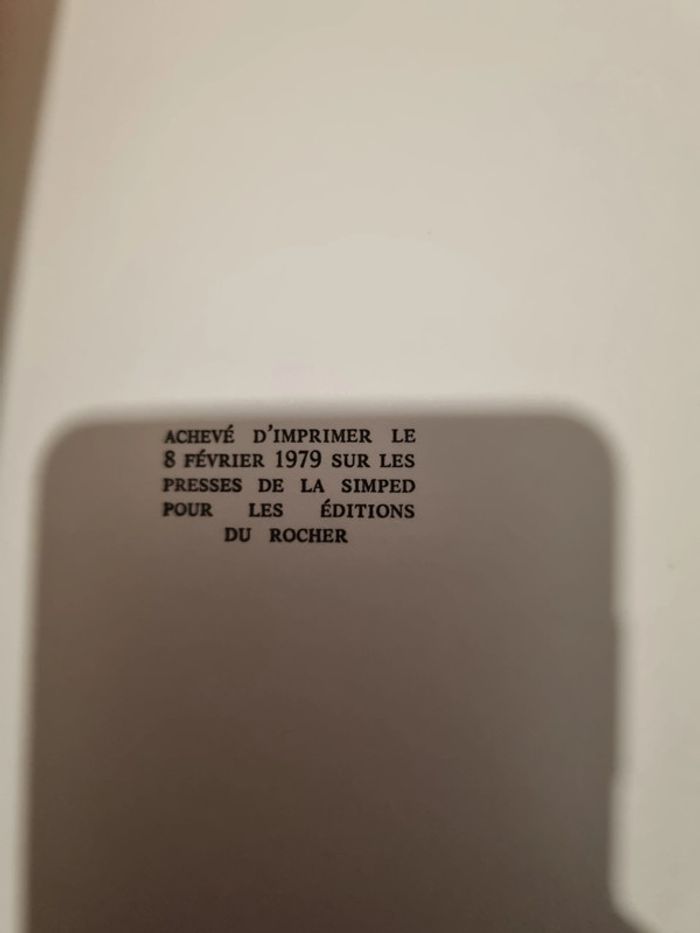 ACHEVÉ D'IMPRIMER LE
8 FÉVRIER 1979 SUR LES
PRESSES DE LA SIMPED
POUR LES ÉDITIONS
DU ROCHER